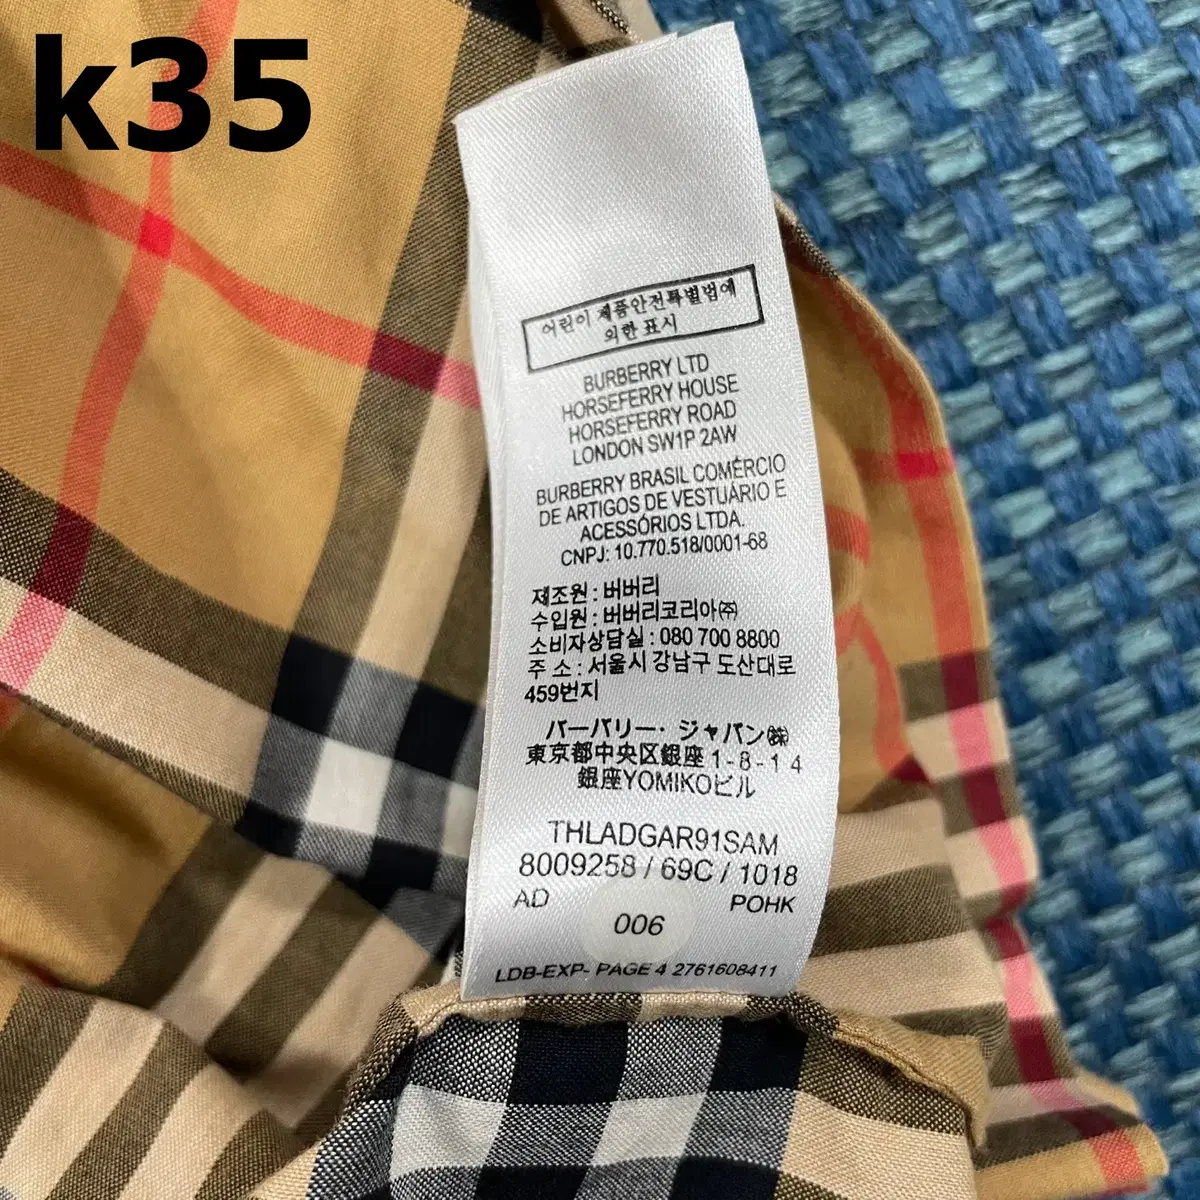 k35
어린이 제품안전특별법에
의한 표시
BURBERRY LTD
HORSEFERRY HOUSE
HORSEFERRY ROAD
LONDON SW1P 2AW
BURBERRY BRASIL COMÉRCIO
DE ARTIGOS DE VESTUÁRIO E
ACESSÓRIOS LTDA.
CNPJ: 10.770.518/0001-68
제조원 : 버버리
수입원 : 버버리코리아㈜
소비자상담실 : 080 700 8800
주 소 : 서울시 강남구 도산대로
459번지
バーバリー・ジャパン㈱
東京都中央区銀座 1-8-14
銀座YOMIKOビル
THLADGAR91SAM
8009258 / 69C / 1018
AD POHK
006
LDB-EXP- PAGE 4 2761608411